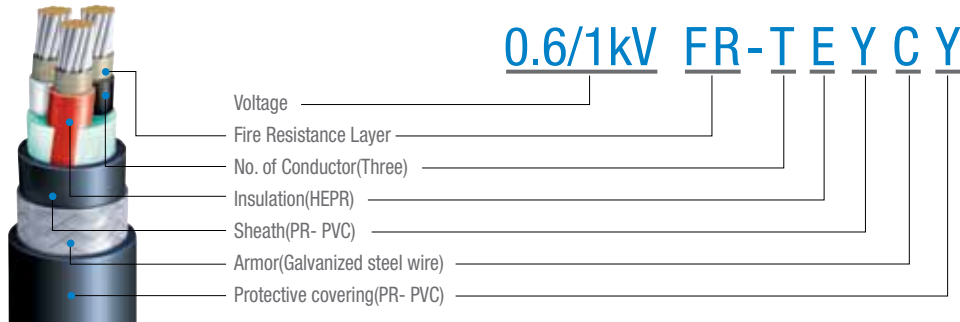 0.6/1kV FR-TEYCY
Voltage
Fire Resistance Layer
No. of Conductor(Three)
Insulation(HEPR)
Sheath(PR- PVC)
Armor(Galvanized steel wire)
Protective covering(PR- PVC)